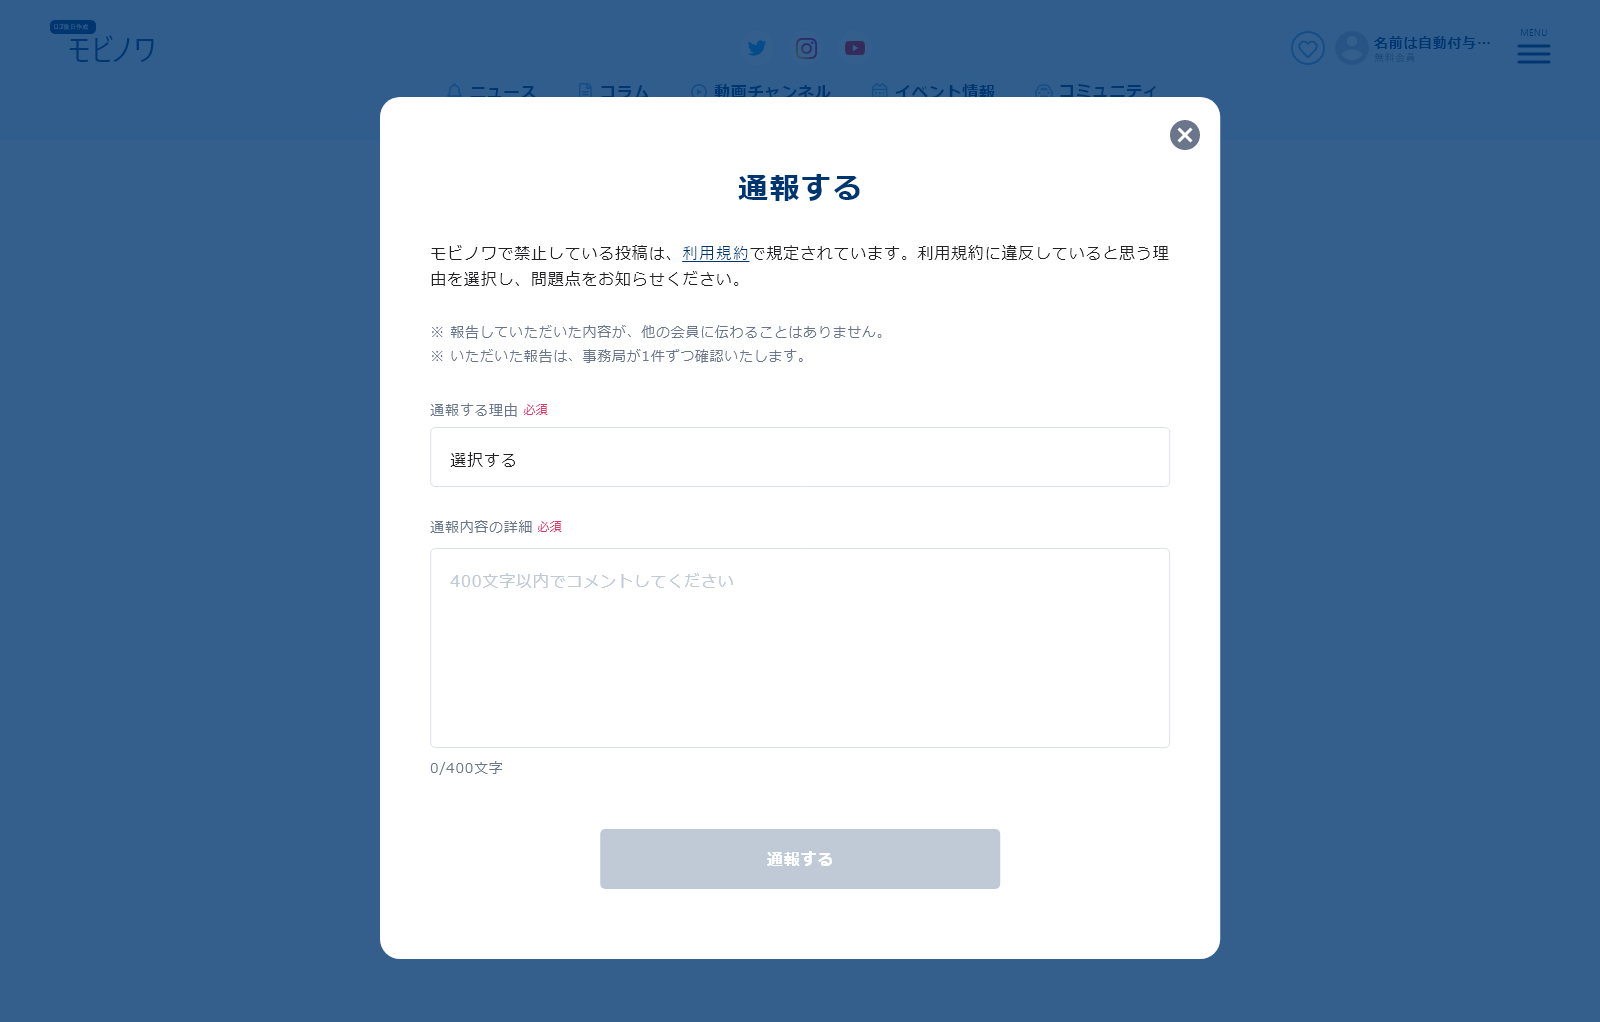 モビノワ
名前は自動付与…
無料会員
MENU
ニュース
コラム
動画チャンネル
イベント情報
コミュニティ
通報する
モビノワで禁止している投稿は、利用規約で規定されています。利用規約に違反していると思う理
由を選択し、問題点をお知らせください。
※ 報告していただいた内容が、他の会員に伝わることはありません。
※ いただいた報告は、事務局が1件ずつ確認いたします。
通報する理由 必須
選択する
通報内容の詳細 必須
400文字以内でコメントしてください
0/400文字
通報する